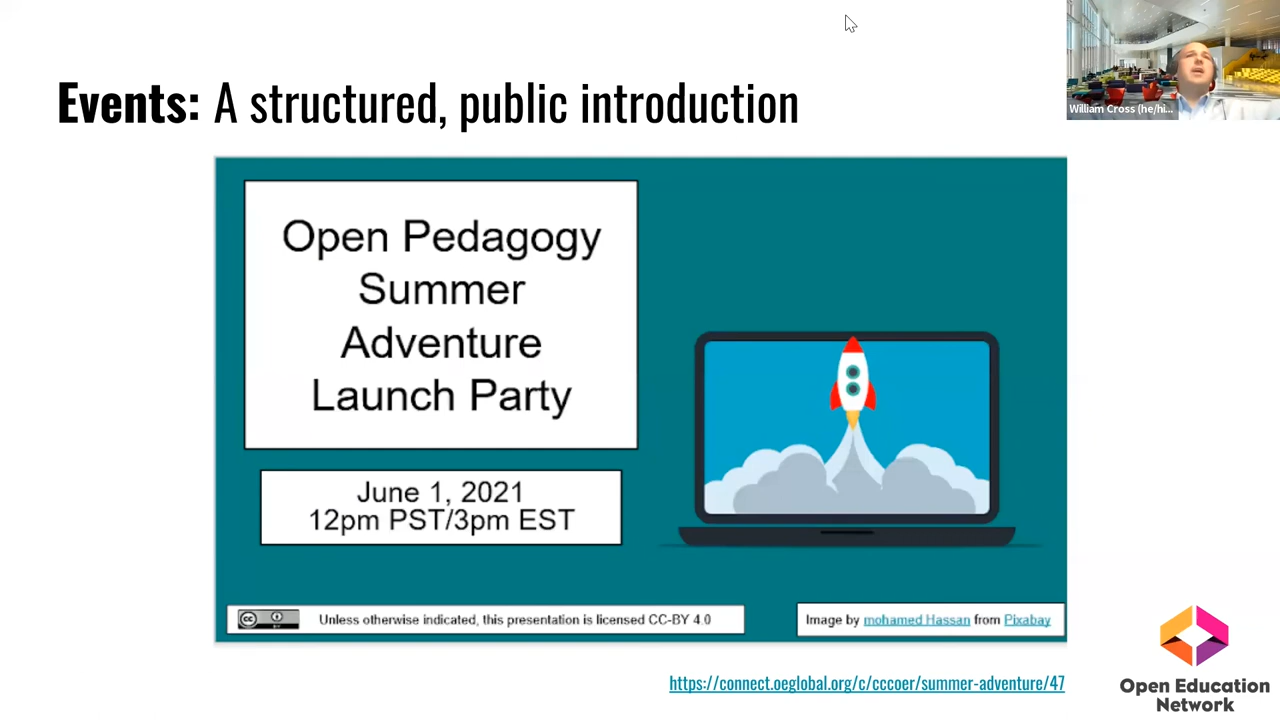 Events: A structured, public introduction
William Cross (he/hi...
Open Pedagogy
Summer
Adventure
Launch Party
June 1, 2021
12pm PST/3pm EST
cc
BY
Unless otherwise indicated, this presentation is licensed CC-BY 4.0
Image by mohamed Hassan from Pixabay
https://connect.oeglobal.org/c/cccoer/summer-adventure/47
Open Education
Network